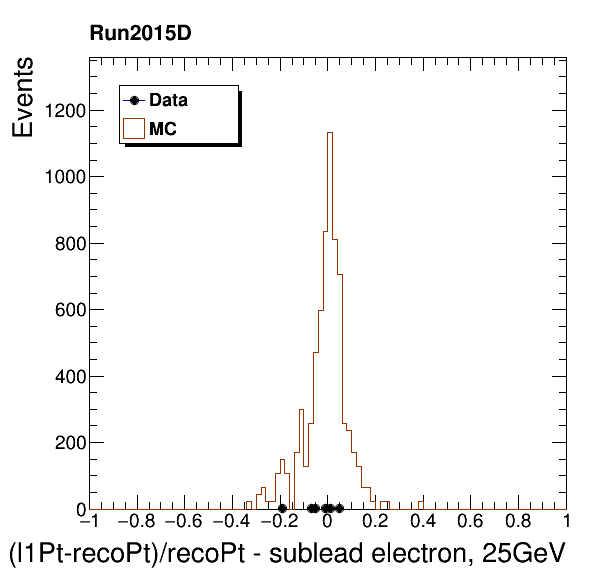 Run2015D
Events
Data
MC
1200
1000
800
600
400
200
0
−1 −0.8 −0.6 −0.4 −0.2 0 0.2 0.4 0.6 0.8 1
(l1Pt-recoPt)/recoPt - sublead electron, 25GeV